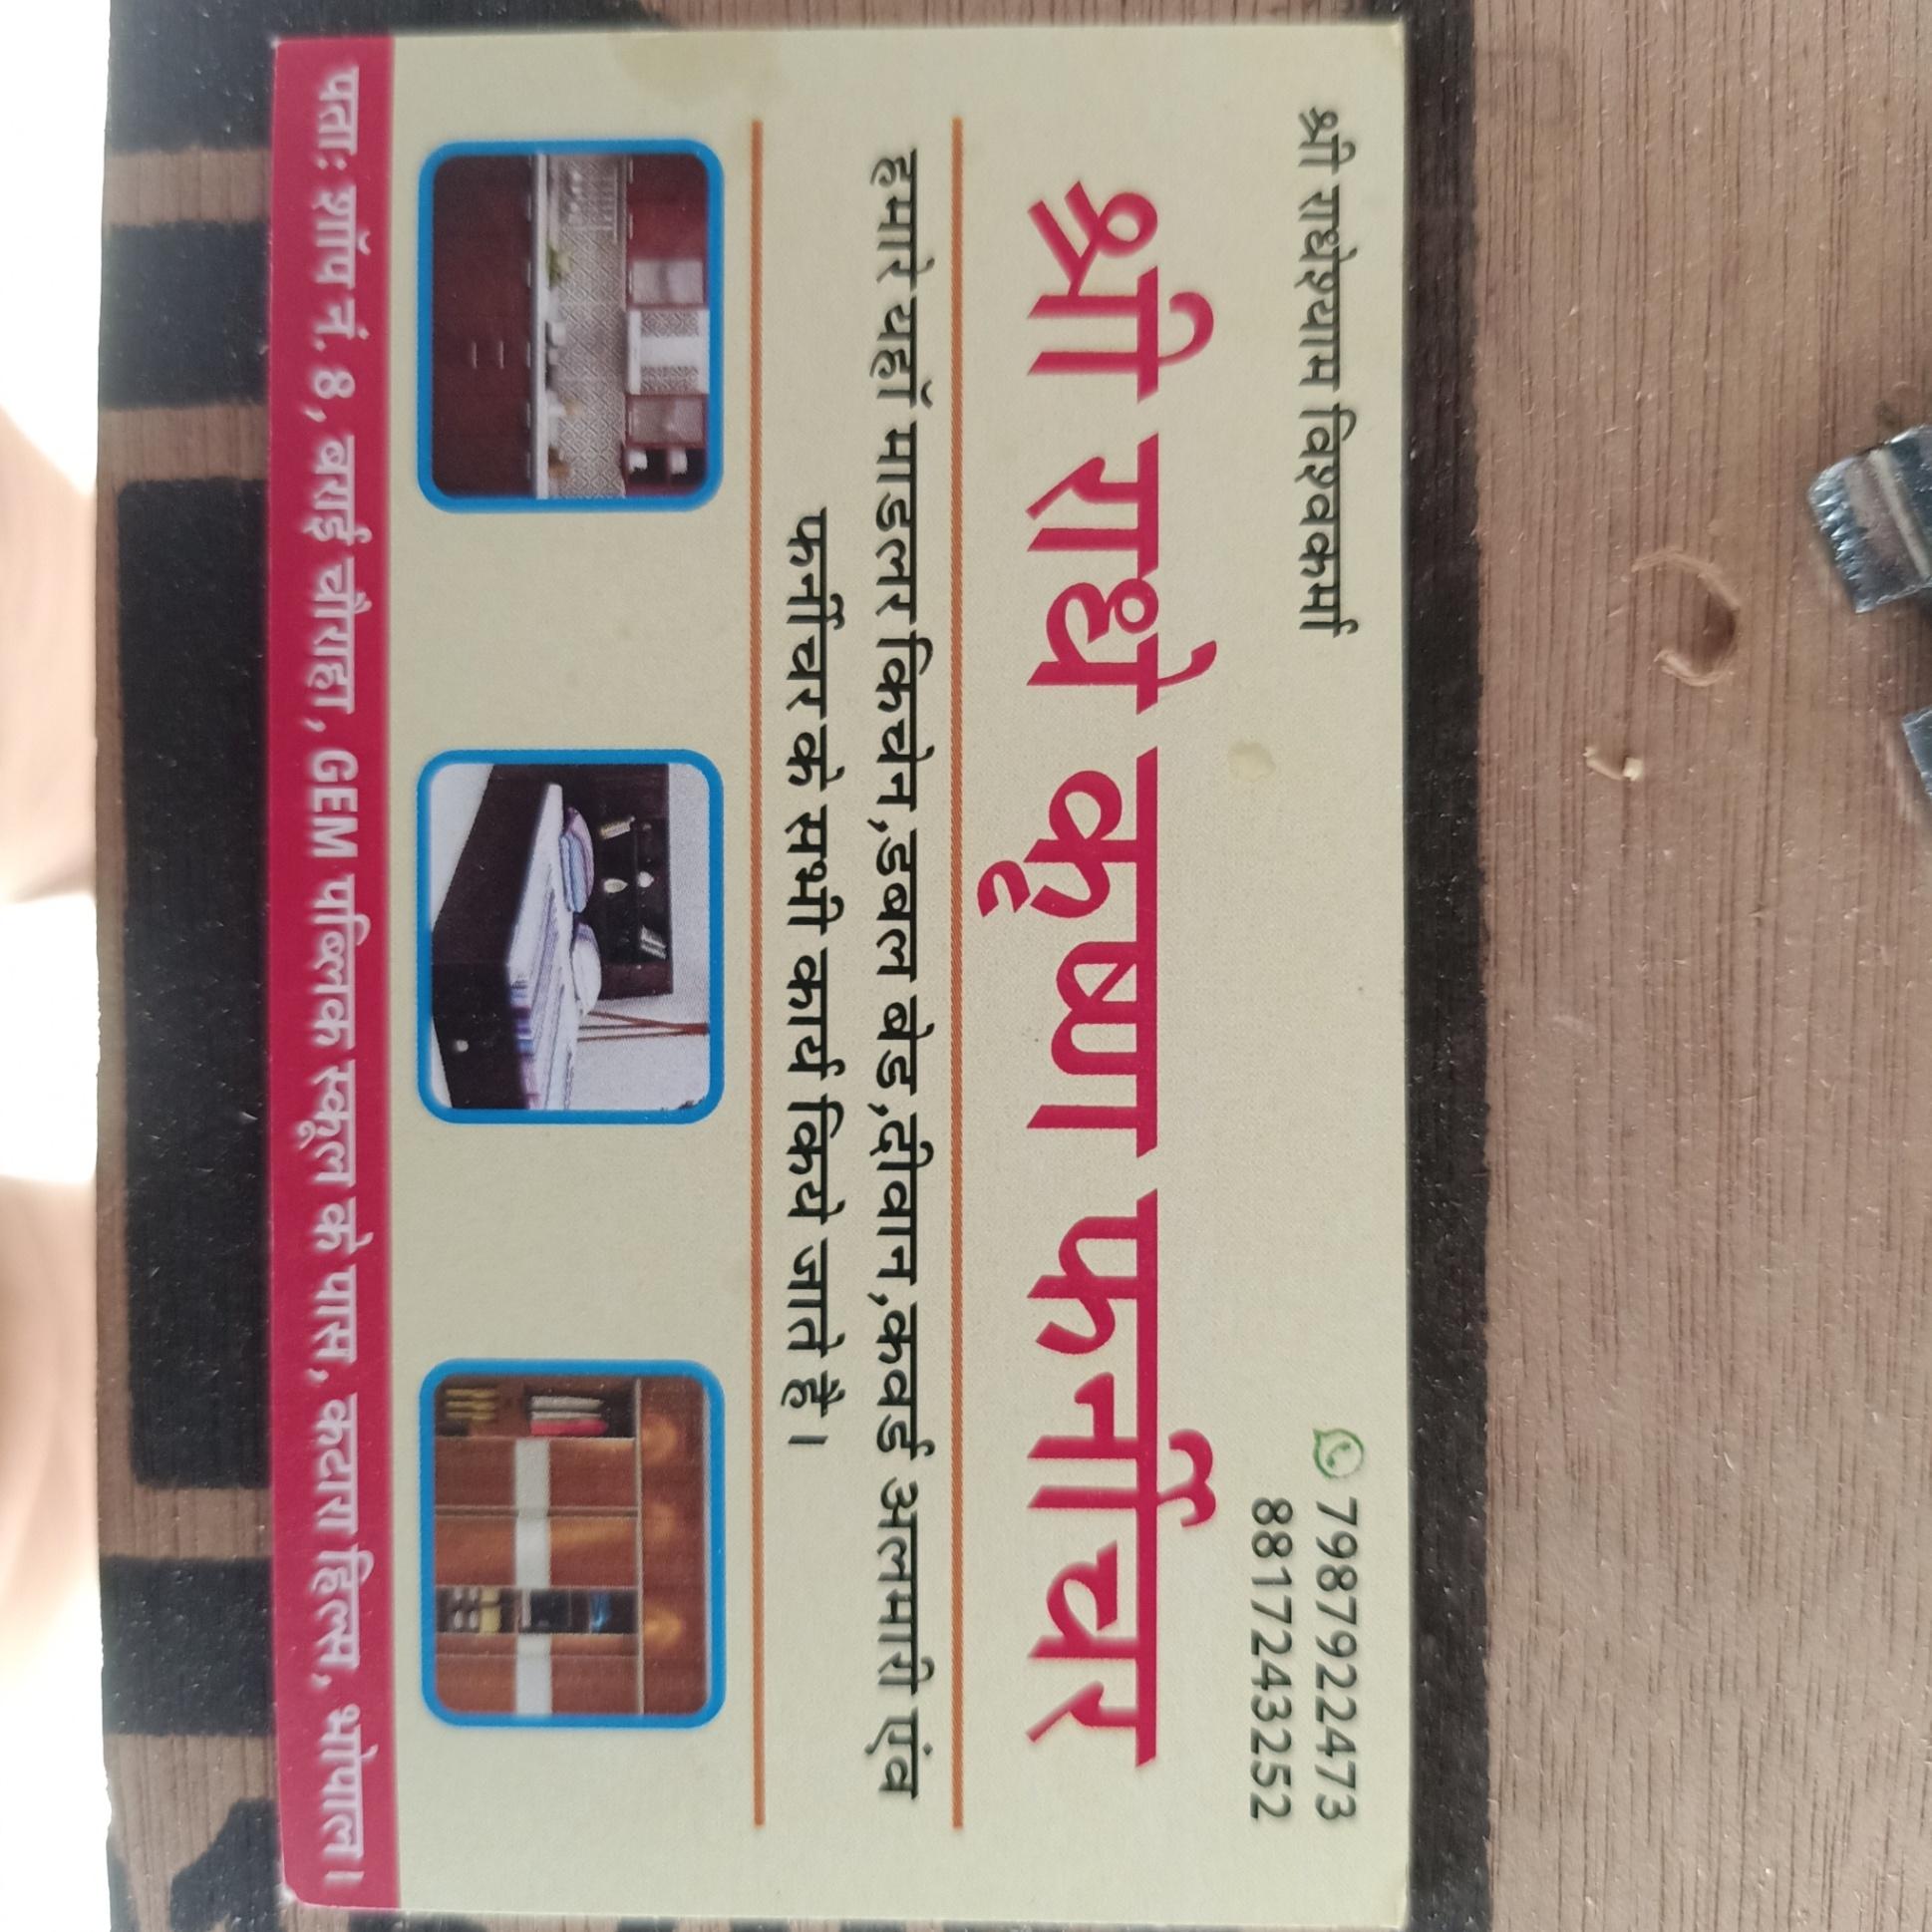 श्री राधेश्याम विश्वकर्मा
7987922473
8817243252
श्री राधे कृष्णा फर्नीचर
हमारे यहाँ माडलर किचेन,डबल बेड,दीवान,कवर्ड अलमारी एंव
फर्नीचर के सभी कार्य किये जाते है।
पताः शॉप नं. 8, बरई चौराहा, GEM पब्लिक स्कूल के पास, कटारा हिल्स, भोपाल।